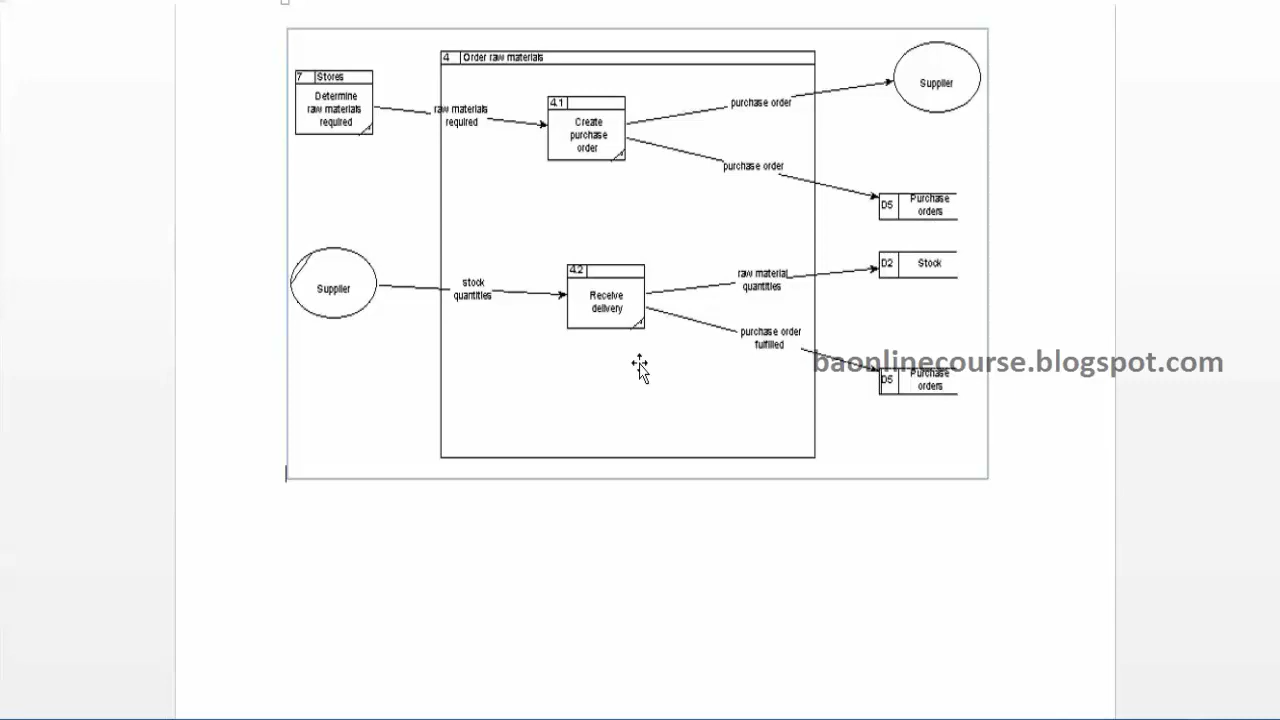 4 Order raw materials
7 Stores
Determine
raw materials
required
raw materials
required
4.1
Create
purchase
order
purchase order
Supplier
purchase order
D5
Purchase
orders
Supplier
stock
quantities
4.2
Receive
delivery
raw material
quantities
D2 Stock
purchase order
fulfilled
D5
Purchase
orders
baonlinecourse.blogspot.com